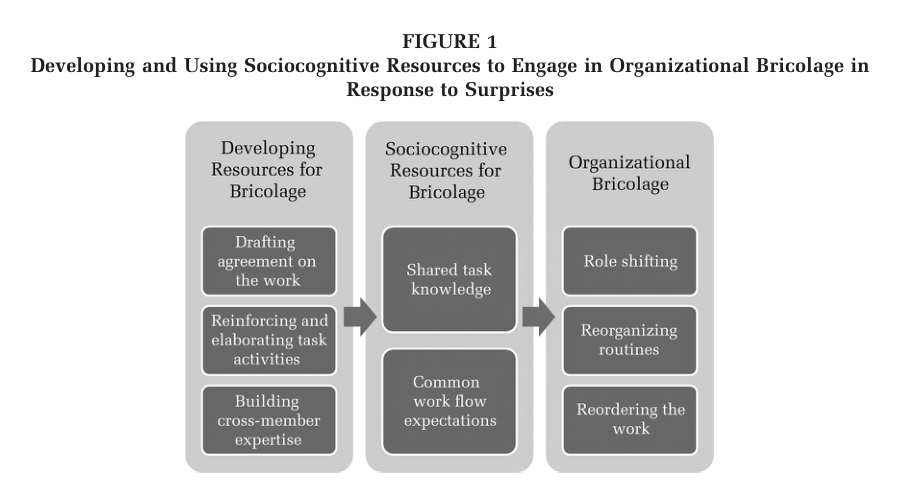 FIGURE 1
Developing and Using Sociocognitive Resources to Engage in Organizational Bricolage in
Response to Surprises
Developing
Resources for
Bricolage
Drafting
agreement on
the work
Reinforcing and
elaborating task
activities
Building
cross-member
expertise
Sociocognitive
Resources for
Bricolage
Shared task
knowledge
Common
work flow
expectations
Organizational
Bricolage
Role shifting
Reorganizing
routines
Reordering the
work